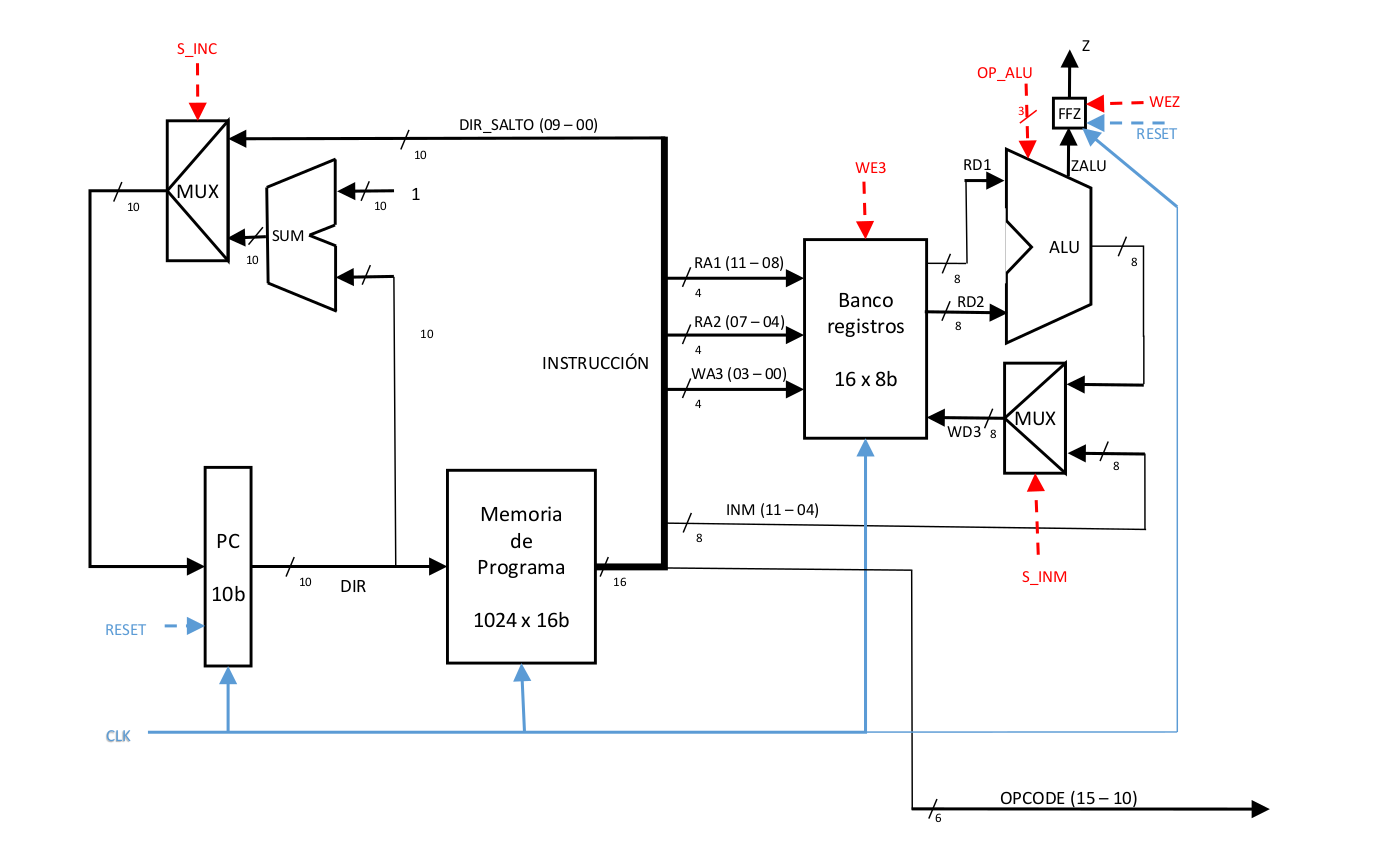 Z
S_INC
OP_ALU
WEZ
3
FFZ
DIR_SALTO (09 – 00)
RESET
10
ZALU
RD1
WE3
MUX
1
10
10
SUM
ALU
10
RA1 (11 – 08)
8
8
4
Banco
registros
16 x 8b
RD2
8
RA2 (07 – 04)
4
10
INSTRUCCIÓN
WA3 (03 – 00)
4
MUX
WD3
8
8
INM (11 – 04)
8
Memoria
de
Programa
1024 x 16b
PC
10b
10
DIR
16
S_INM
RESET
CLK
OPCODE (15 – 10)
6